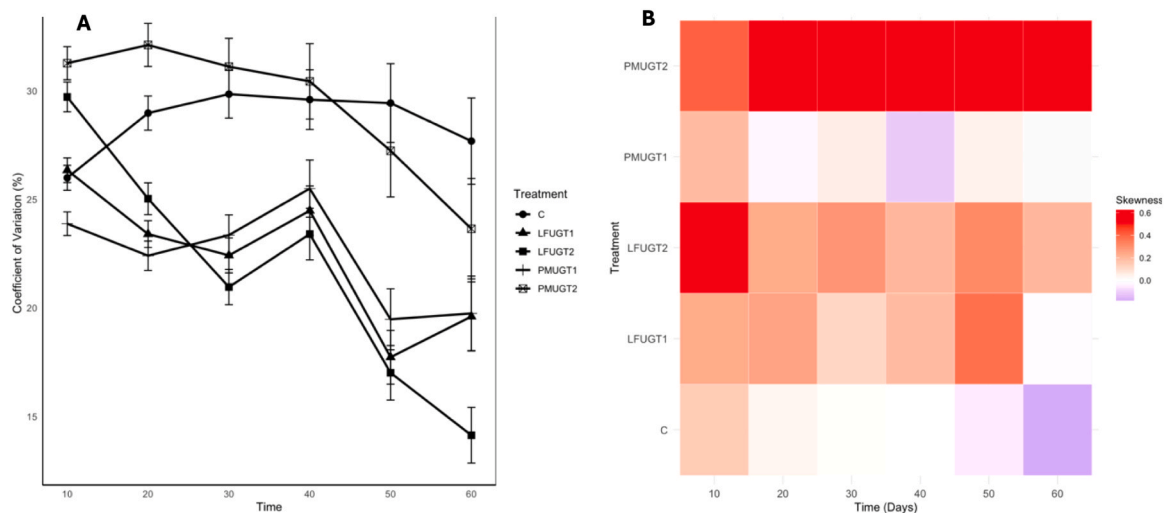 A
Coefficient of Variation (%)
30
25
20
15
10
20
30
40
50
60
Time
Treatment
C
LFUGT1
LFUGT2
PMUGT1
PMUGT2
B
Treatment
PMUGT2
PMUGT1
LFUGT2
LFUGT1
C
10
20
30
40
50
60
Time (Days)
Skewness
0.6
0.4
0.2
0.0